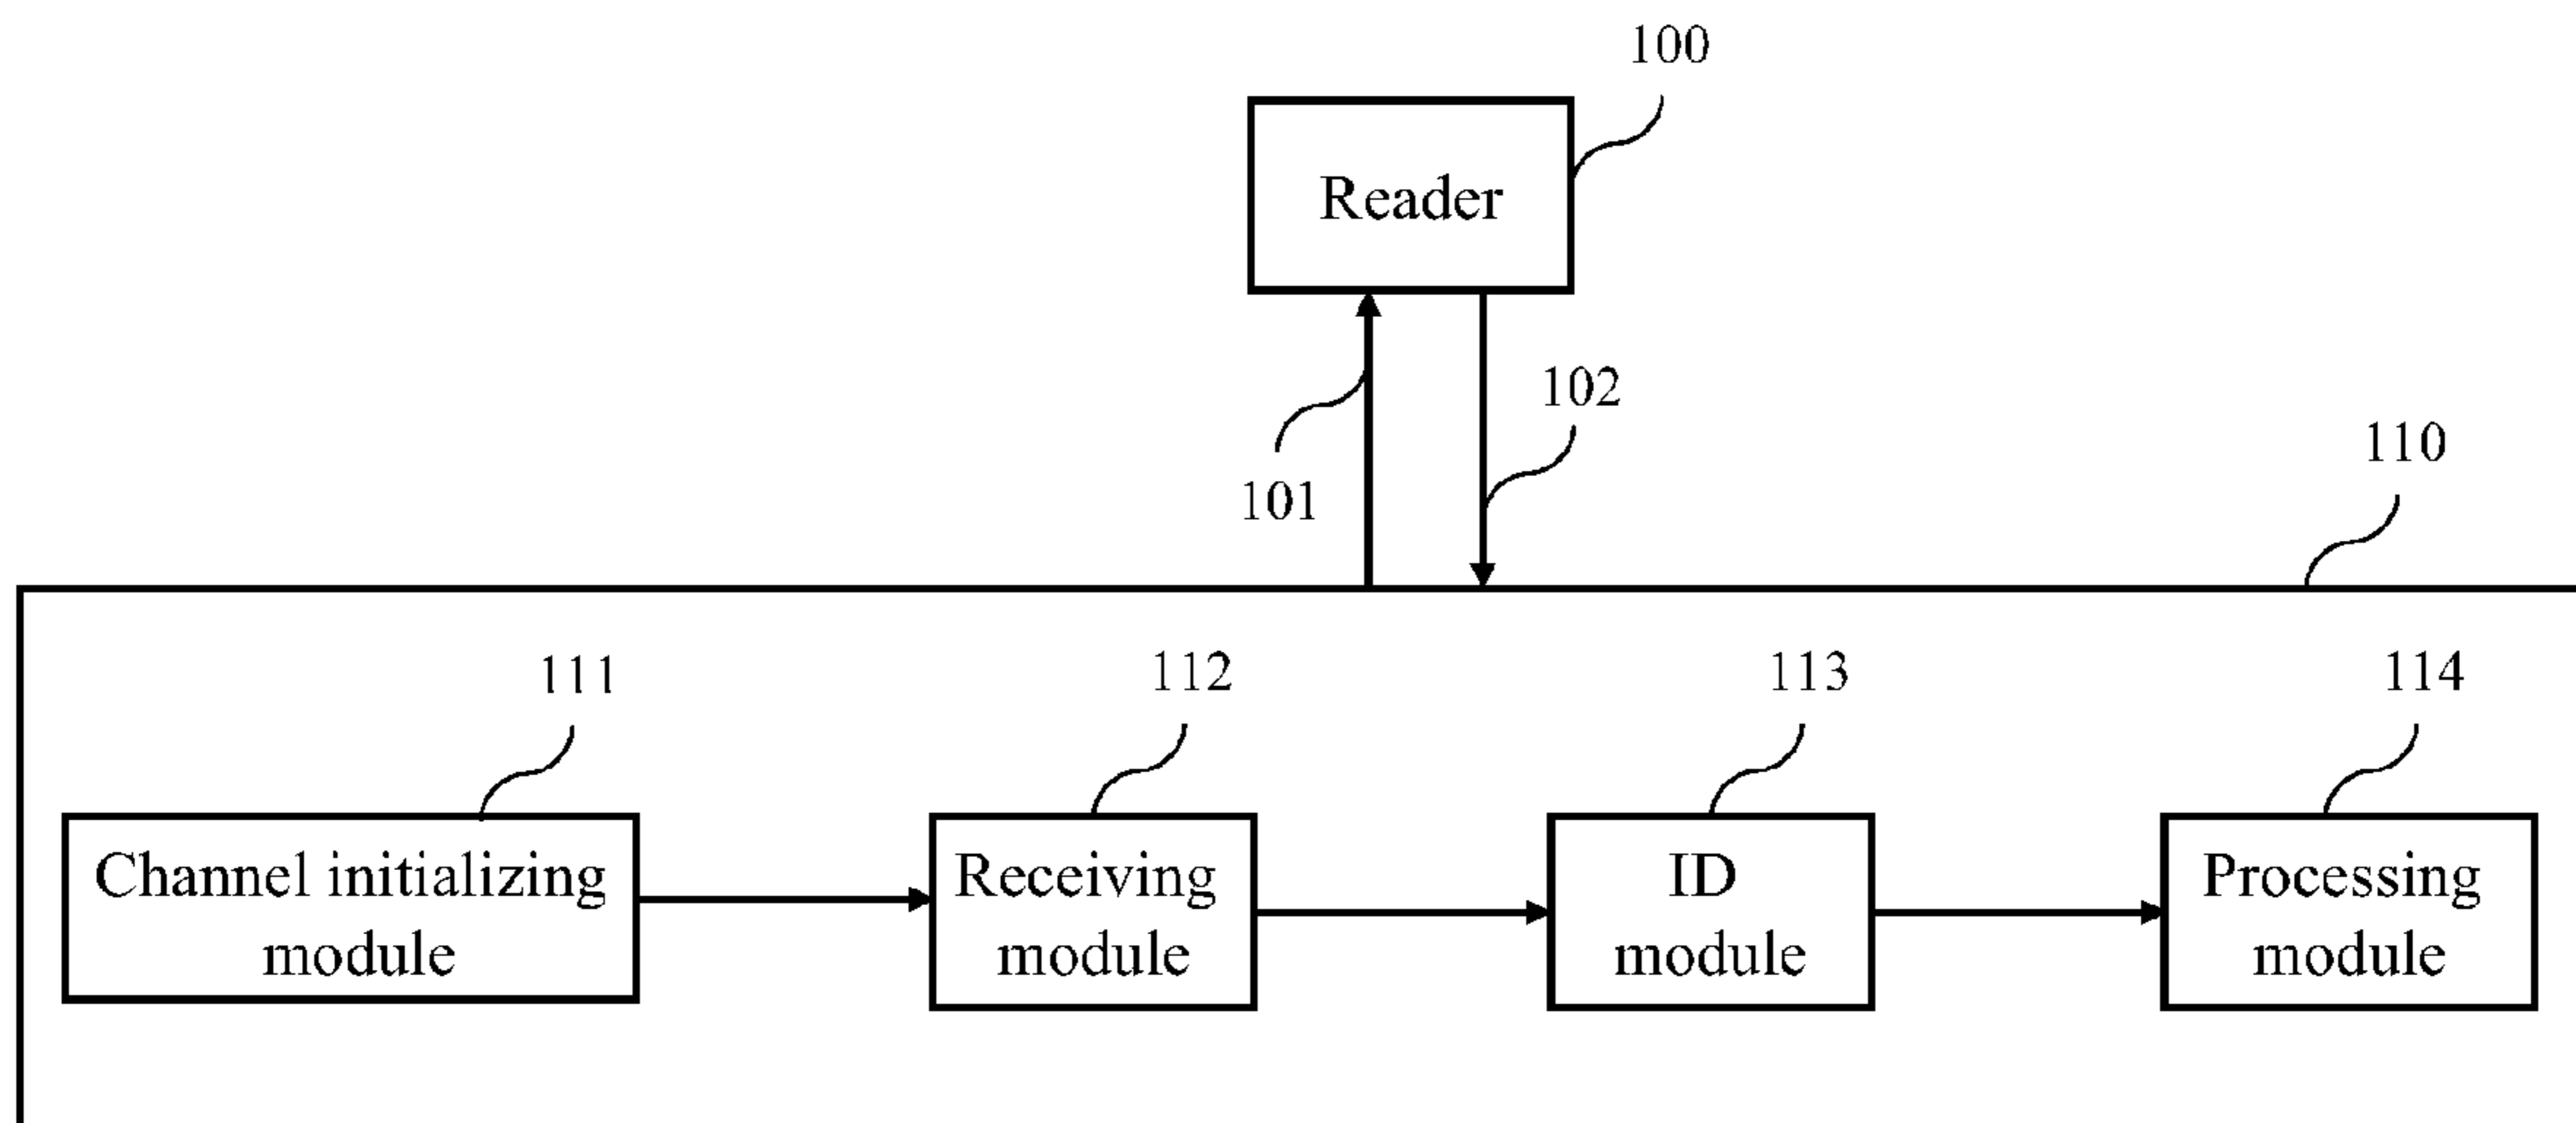 100
Reader
102
110
101
111
112
113
114
Channel initializing
module
Receiving
module
ID
module
Processing
module